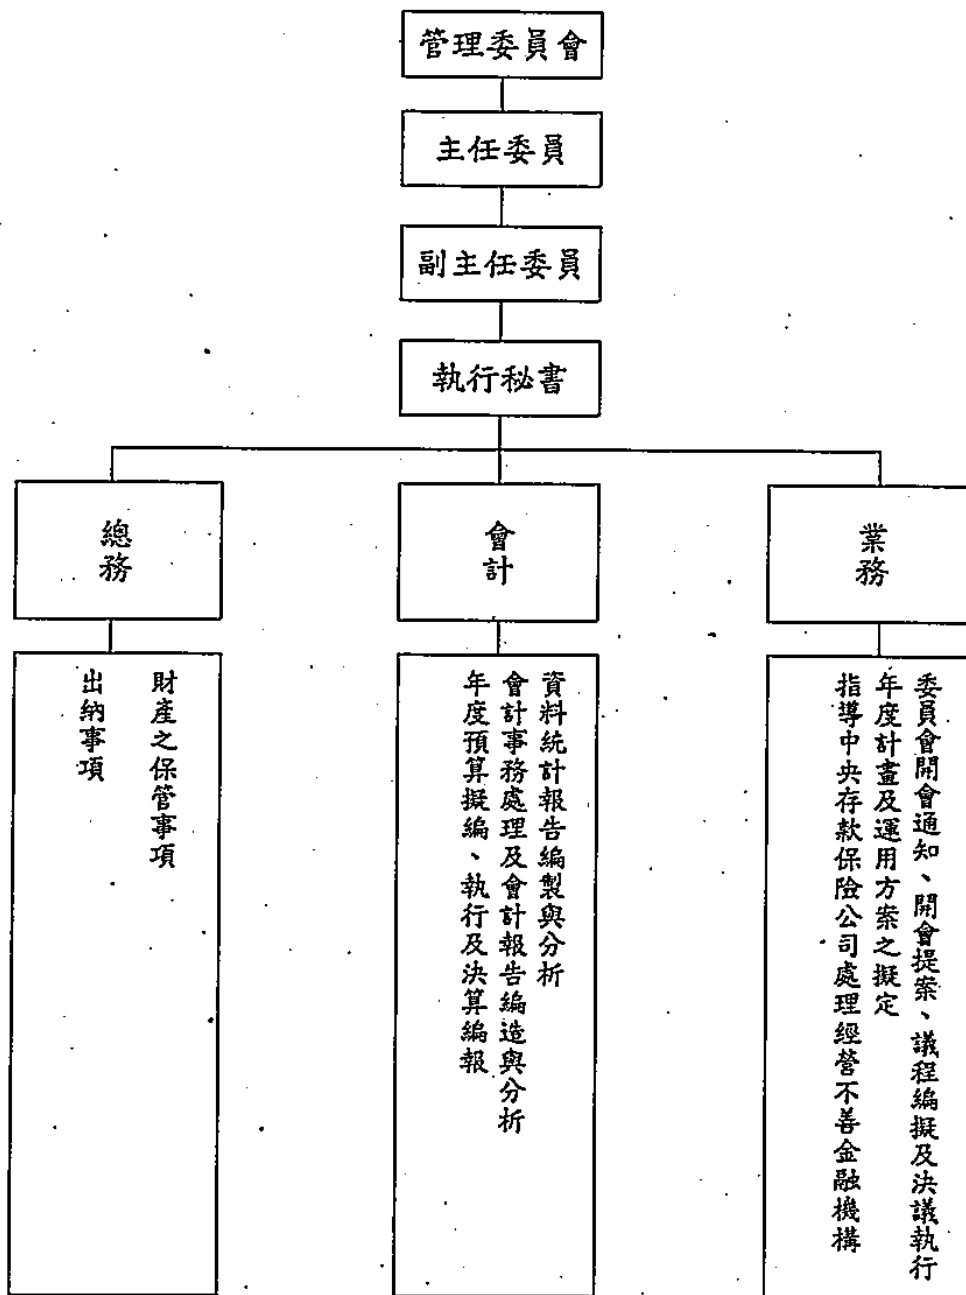 管理委員會
主任委員
副主任委員
執行秘書
業務
委員會開會通知、開會提案、議程編擬及決議執行
年度計畫及運用方案之擬定
指導中央存款保險公司處理經營不善金融機構
會計
資料統計報告編製與分析
會計事務處理及會計報告編造與分析
年度預算擬編、執行及決算編報
總務
財產之保管事項
出納事項